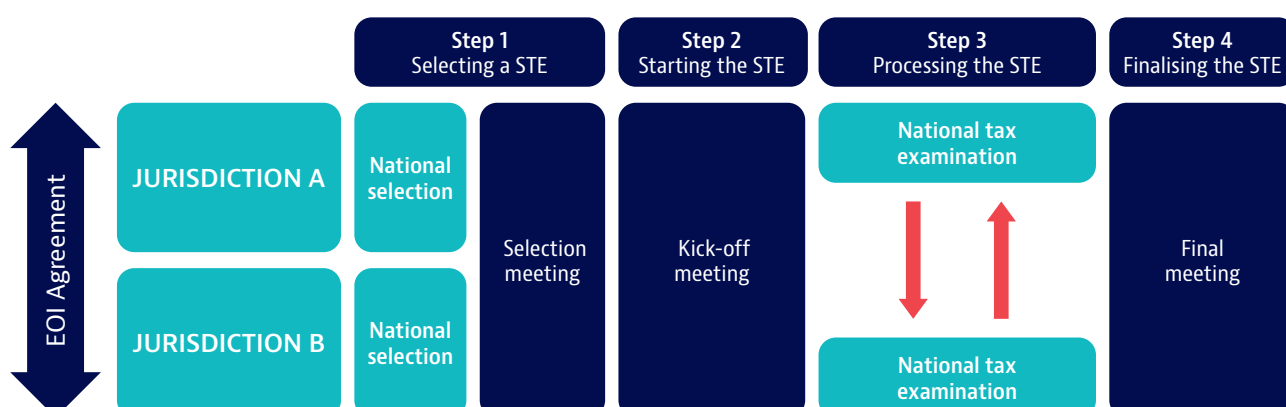 Step 1
Selecting a STE
Step 2
Starting the STE
Step 3
Processing the STE
Step 4
Finalising the STE
EOI Agreement
JURISDICTION A
National
selection
Selection
meeting
Kick-off
meeting
National tax
examination
Final
meeting
JURISDICTION B
National
selection
National tax
examination